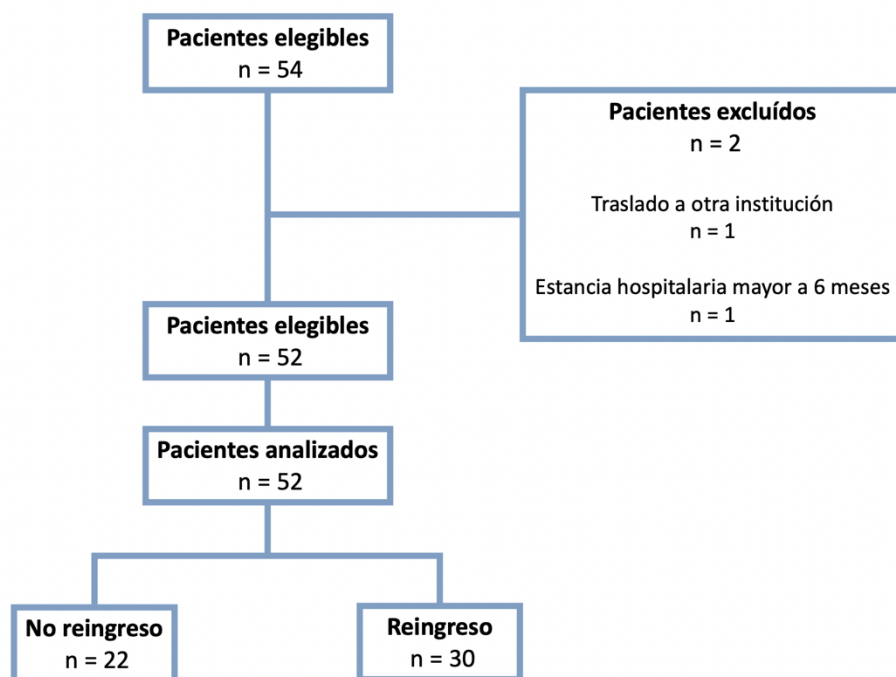 Pacientes elegibles
n = 54
Pacientes excluídos
n = 2
Traslado a otra institución
n = 1
Estancia hospitalaria mayor a 6 meses
n = 1
Pacientes elegibles
n = 52
Pacientes analizados
n = 52
No reingreso
n = 22
Reingreso
n = 30